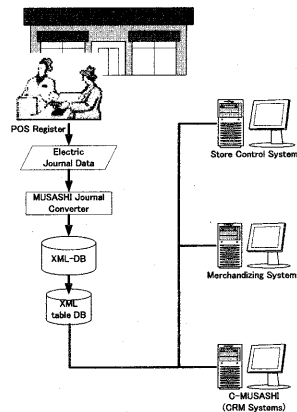 POS Register
Electric
Journal Data
MUSASHI Journal
Converter
XML-DB
XML
table DB
Store Control System
Merchandizing System
C-MUSASHI
(CRM Systems)